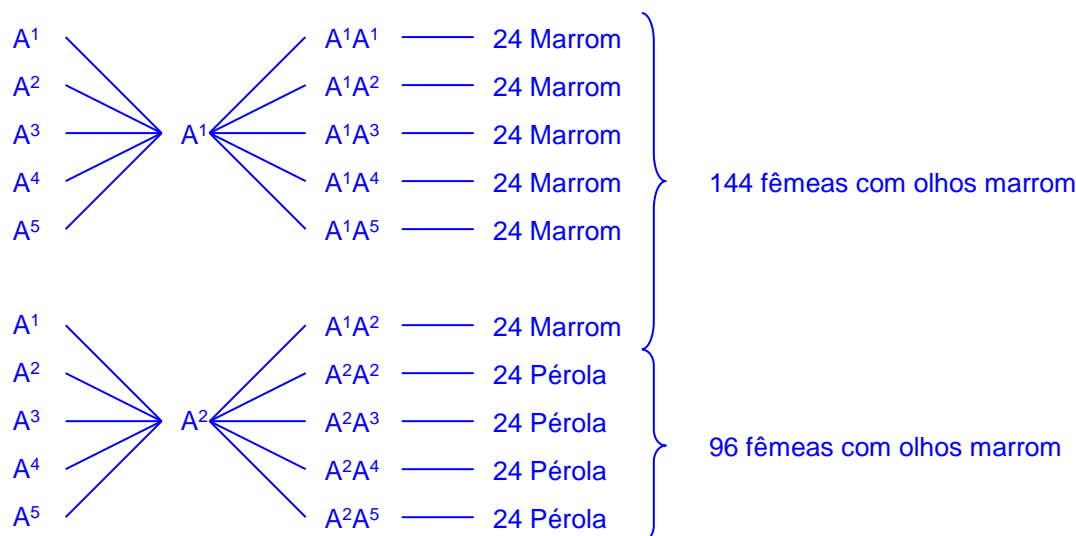 A¹ A¹A¹ 24 Marrom
A² A¹A² 24 Marrom
A³ A¹ A¹A³ 24 Marrom
A⁴ A¹A⁴ 24 Marrom 144 fêmeas com olhos marrom
A⁵ A¹A⁵ 24 Marrom
A¹ A¹A² 24 Marrom
A² A²A² 24 Pérola
A³ A² A²A³ 24 Pérola
A⁴ A²A⁴ 24 Pérola 96 fêmeas com olhos marrom
A⁵ A²A⁵ 24 Pérola